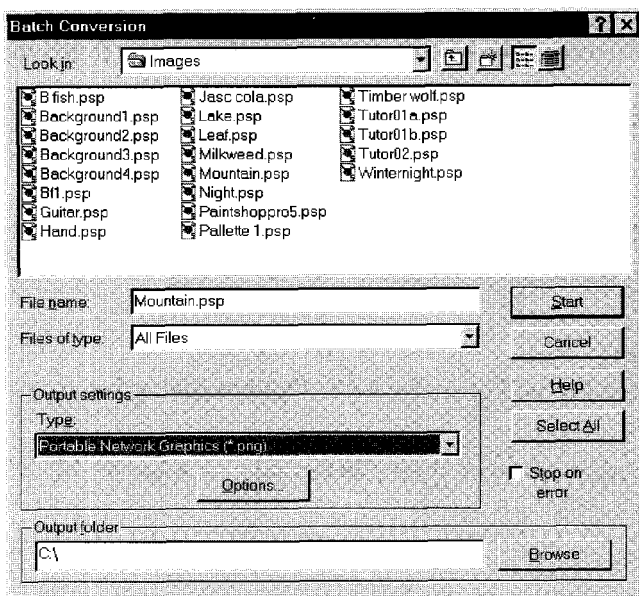 Batch Conversion
Look in: Images
B fish.psp
Background1.psp
Background2.psp
Background3.psp
Background4.psp
Bf1.psp
Guitar.psp
Hand.psp
Jasc cola.psp
Lake.psp
Leaf.psp
Milkweed.psp
Mountain.psp
Night.psp
Paintshoppro5.psp
Pallette 1.psp
Timber wolf.psp
Tutor01a.psp
Tutor01b.psp
Tutor02.psp
Winternight.psp
File name: Mountain.psp
Start
Files of type: All Files
Cancel
Help
Output settings
Type:
Select All
Portable Network Graphics (*.png)
Options...
Stop on
error
Output folder
C:\
Browse